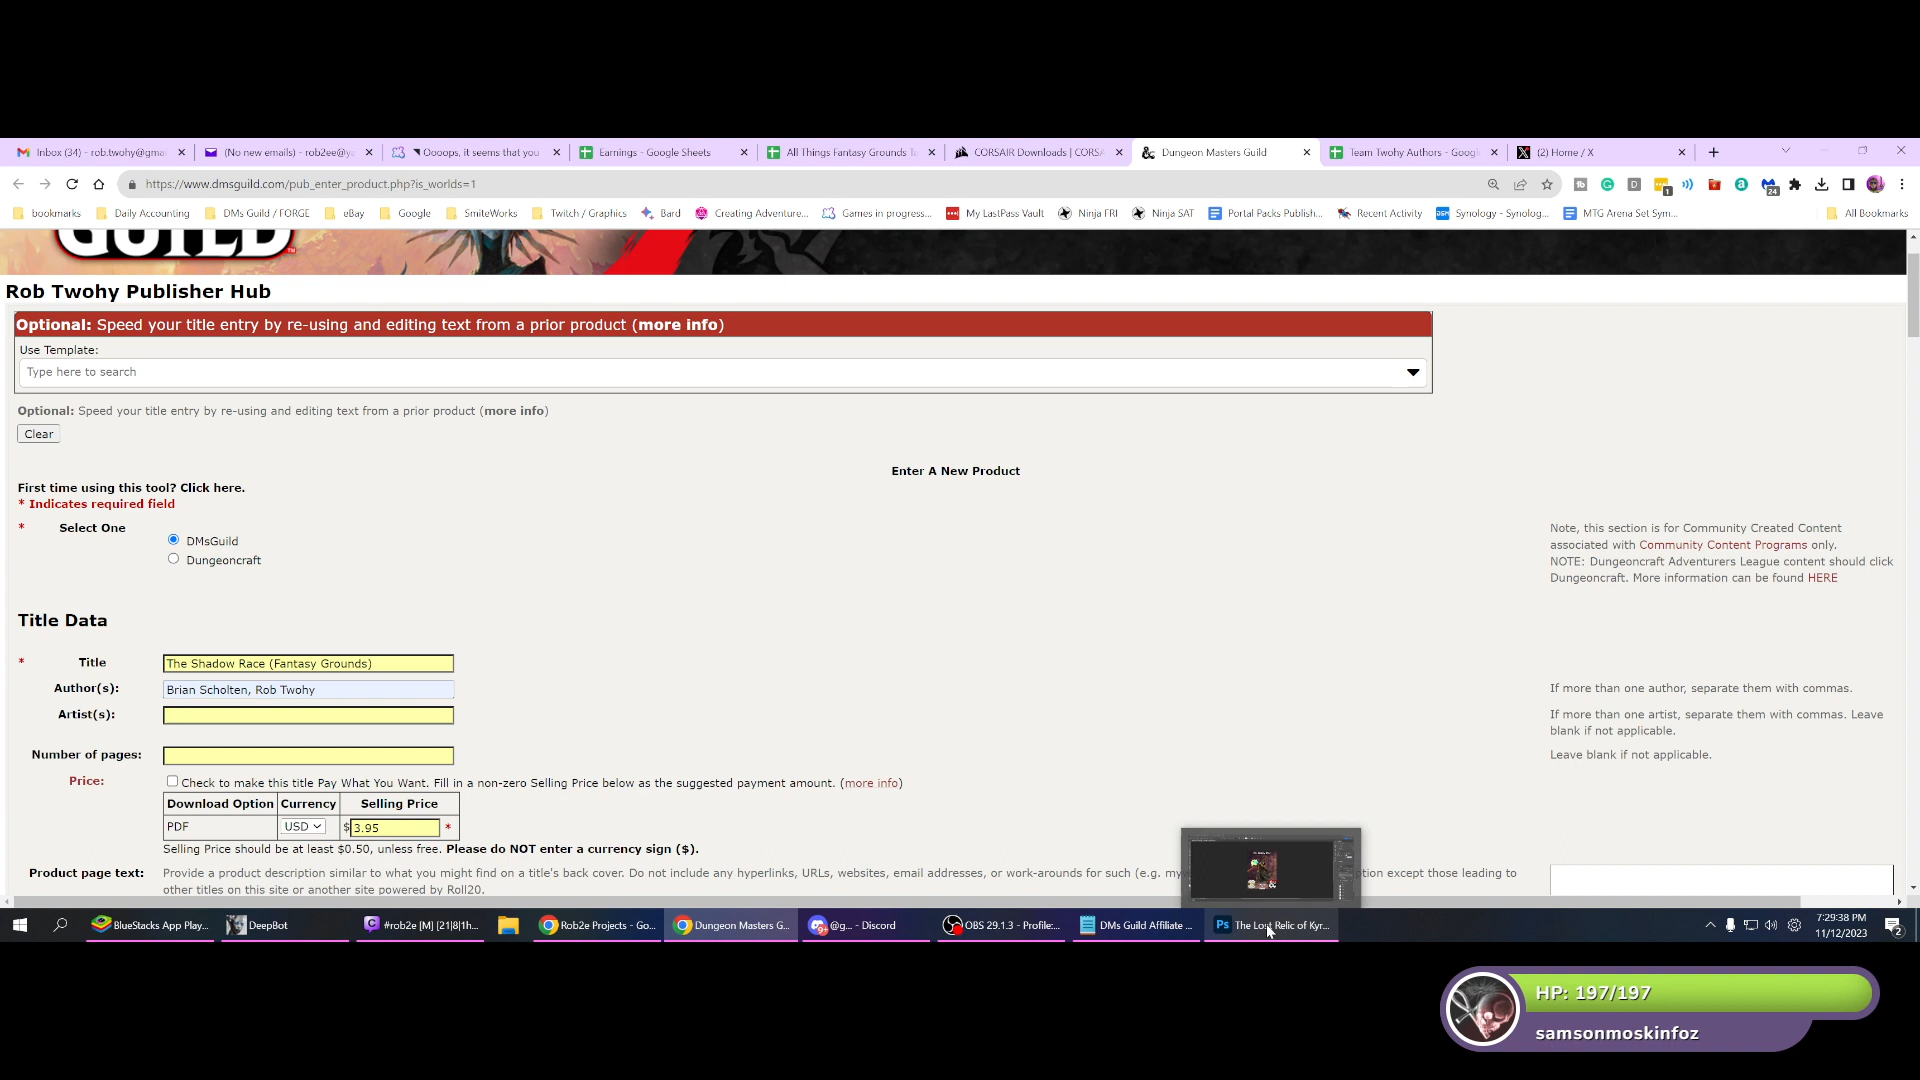 Inbox (34) - rob.twohy@gma
(No new emails) - rob2ee@ya
Oooops, it seems that you
Earnings - Google Sheets
All Things Fantasy Grounds Te
CORSAIR Downloads | CORSA
Dungeon Masters Guild
Team Twohy Authors - Googl
(2) Home / X
https://www.dmsguild.com/pub_enter_product.php?is_worlds=1
bookmarks
Daily Accounting
DMs Guild / FORGE
eBay
Google
SmiteWorks
Twitch / Graphics
Bard
Creating Adventure...
Games in progress...
My LastPass Vault
Ninja FRI
Ninja SAT
Portal Packs Publish...
Recent Activity
Synology - Synolog...
MTG Arena Set Sym...
All Bookmarks
GUILD
Rob Twohy Publisher Hub
Optional: Speed your title entry by re-using and editing text from a prior product (more info)
Use Template:
Type here to search
Optional: Speed your title entry by re-using and editing text from a prior product (more info)
Clear
Enter A New Product
First time using this tool? Click here.
* Indicates required field
* Select One
DMsGuild
Dungeoncraft
Note, this section is for Community Created Content
associated with Community Content Programs only.
NOTE: Dungeoncraft Adventurers League content should click
Dungeoncraft. More information can be found HERE
Title Data
* Title
The Shadow Race (Fantasy Grounds)
Author(s):
Brian Scholten, Rob Twohy
If more than one author, separate them with commas.
Artist(s):
If more than one artist, separate them with commas. Leave
blank if not applicable.
Number of pages:
Leave blank if not applicable.
Price:
Check to make this title Pay What You Want. Fill in a non-zero Selling Price below as the suggested payment amount. (more info)
Download Option Currency Selling Price
PDF USD $ 3.95 *
Selling Price should be at least $0.50, unless free. Please do NOT enter a currency sign ($).
Product page text:
Provide a product description similar to what you might find on a title's back cover. Do not include any hyperlinks, URLs, websites, email addresses, or work-arounds for such (e.g. my ption except those leading to
other titles on this site or another site powered by Roll20.
BlueStacks App Play...
DeepBot
#rob2e [M] [21|8|1h...
Rob2e Projects - Go...
Dungeon Masters G...
@g... - Discord
OBS 29.1.3 - Profile:...
DMs Guild Affiliate ...
Ps The Lost Relic of Kyr...
7:29:38 PM
11/12/2023
2
HP: 197/197
samsonmoskinfoz